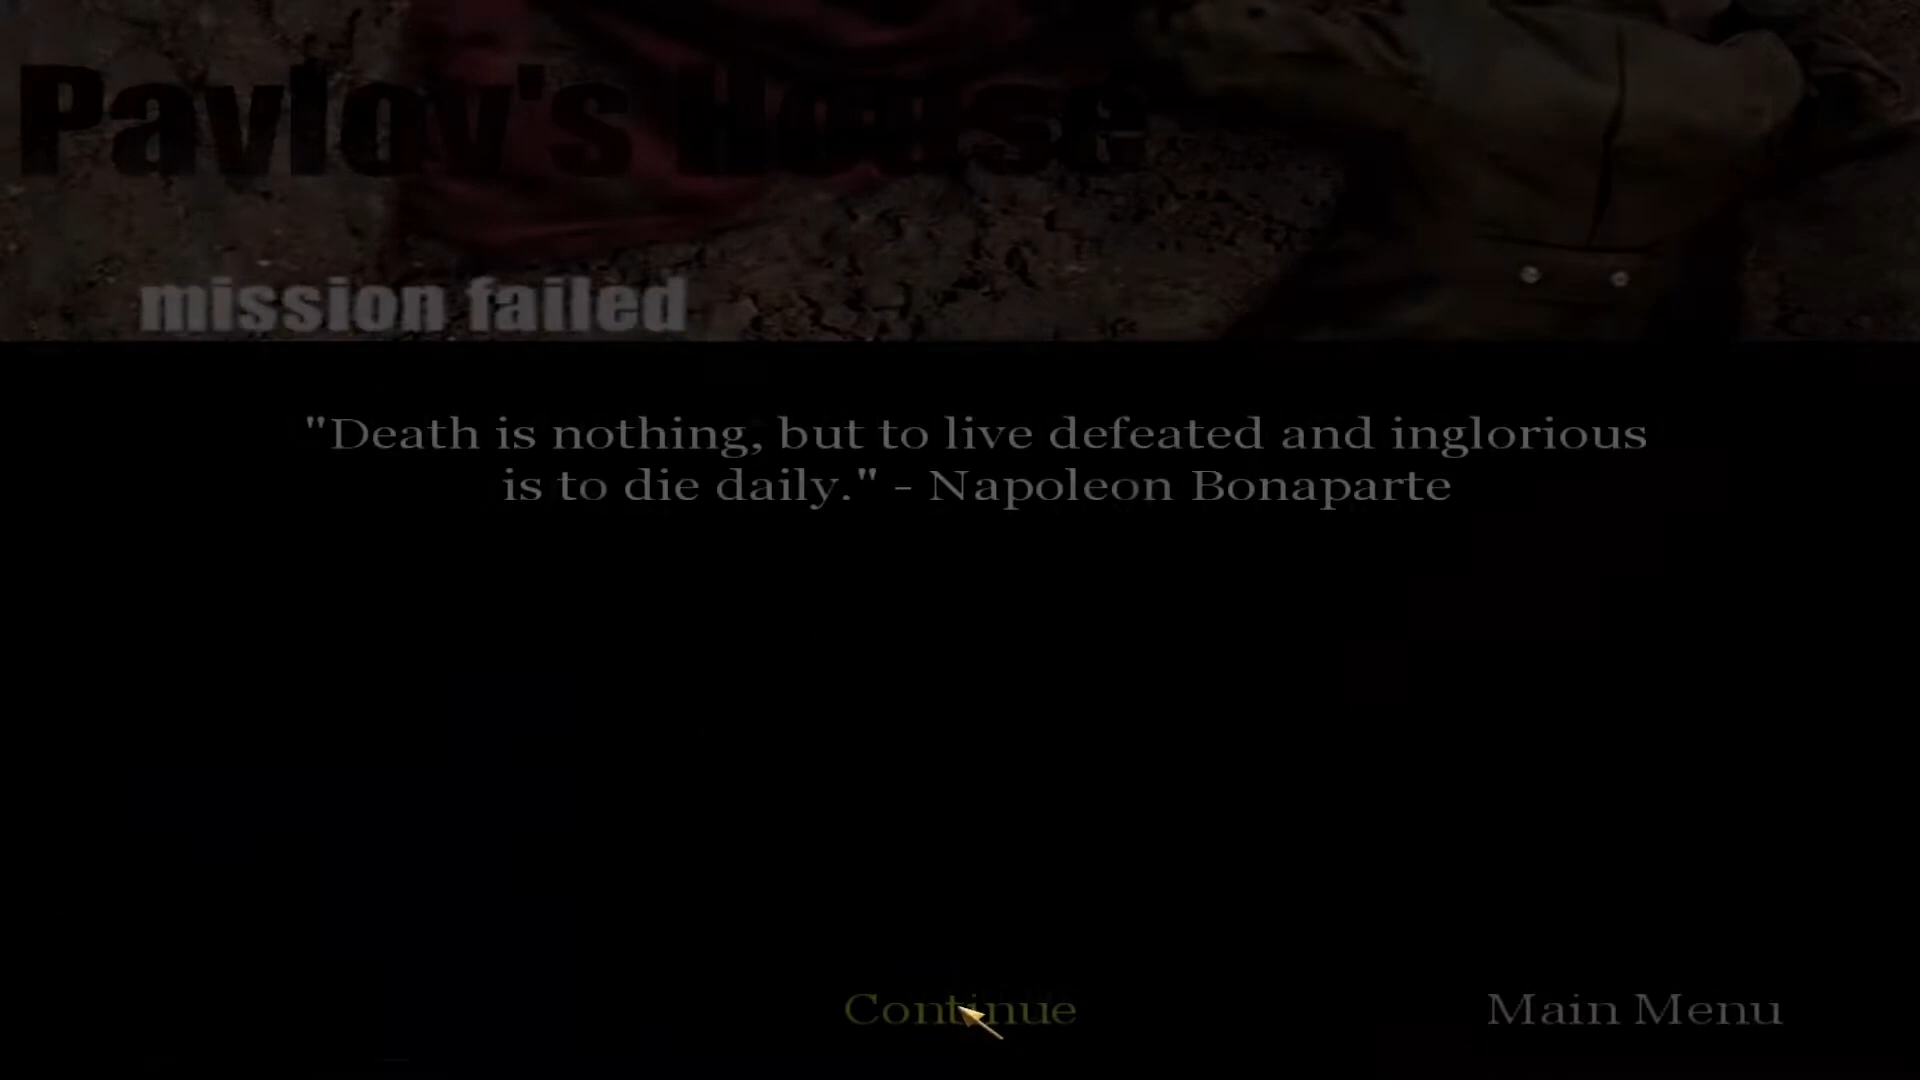 Pavlov's House
mission failed
"Death is nothing, but to live defeated and inglorious
is to die daily." - Napoleon Bonaparte
Continue
Main Menu